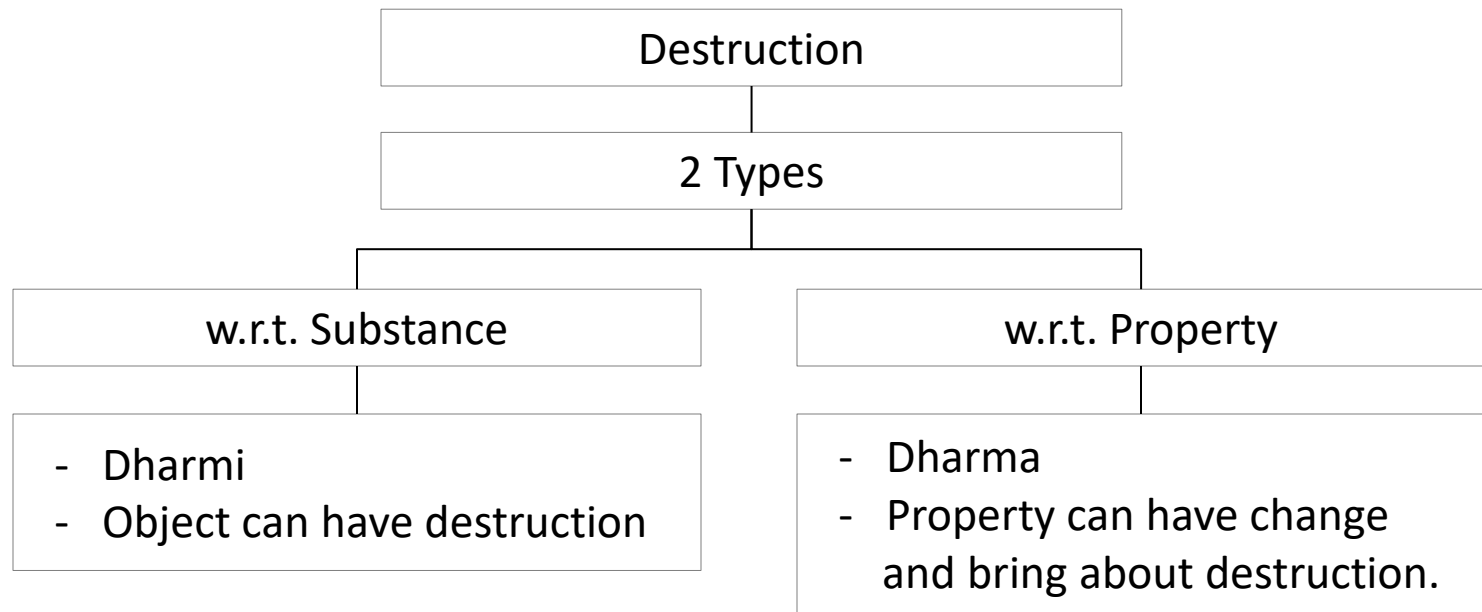 Destruction
2 Types
w.r.t. Substance
w.r.t. Property
- Dharmi
- Object can have destruction
- Dharma
- Property can have change
and bring about destruction.